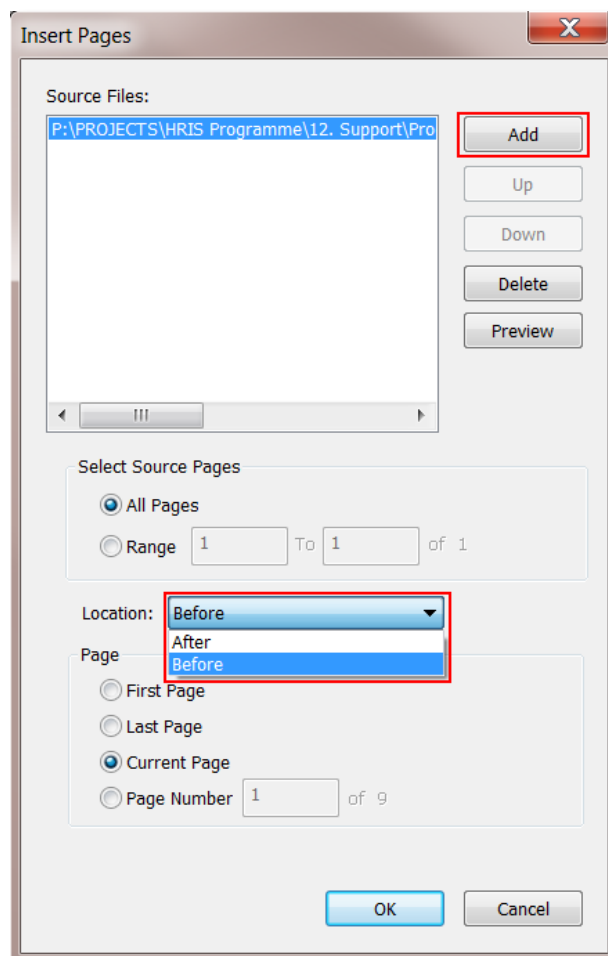 Insert Pages
X
Source Files:
P:\PROJECTS\HRIS Programme\12. Support\Pro
Add
Up
Down
Delete
Preview
Select Source Pages
All Pages
Range 1 To 1 of 1
Location: Before
After
Before
Page
First Page
Last Page
Current Page
Page Number 1 of 9
OK Cancel